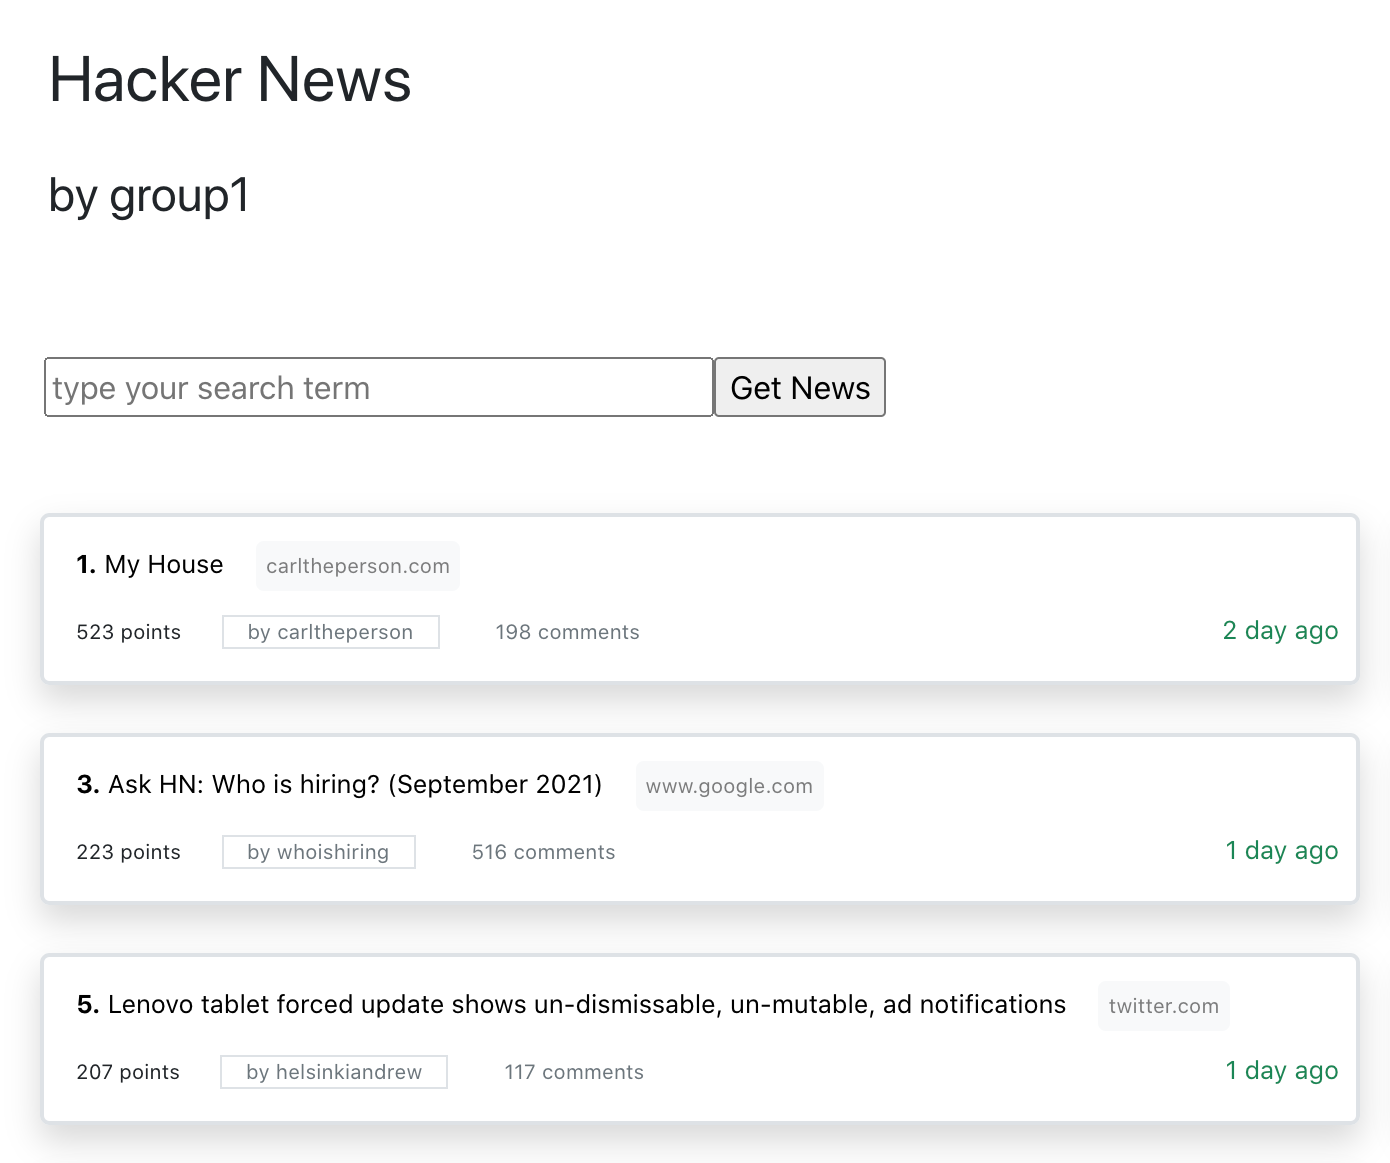 Hacker News
by group1
type your search term Get News
1. My House carltheperson.com
523 points by carltheperson 198 comments 2 day ago
3. Ask HN: Who is hiring? (September 2021) www.google.com
223 points by whoishiring 516 comments 1 day ago
5. Lenovo tablet forced update shows un-dismissable, un-mutable, ad notifications twitter.com
207 points by helsinkiandrew 117 comments 1 day ago